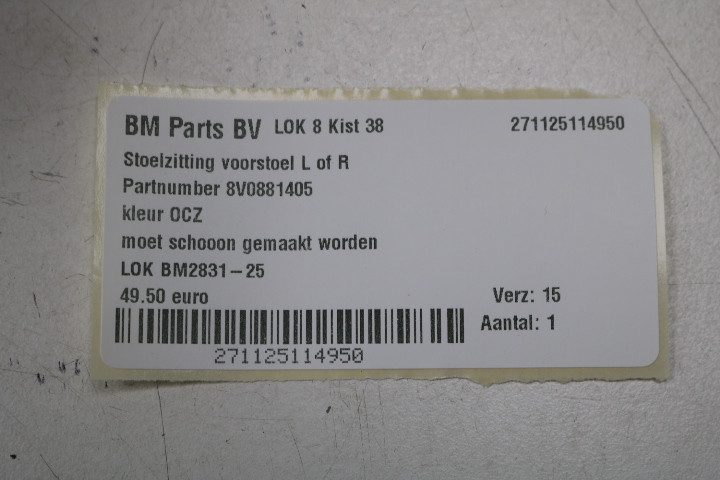 BM Parts BV LOK 8 Kist 38 271125114950
Stoelzitting voorstoel L of R
Partnumber 8V0881405
kleur OCZ
moet schooon gemaakt worden
LOK BM2831-25
49.50 euro Verz: 15
Aantal: 1
271125114950